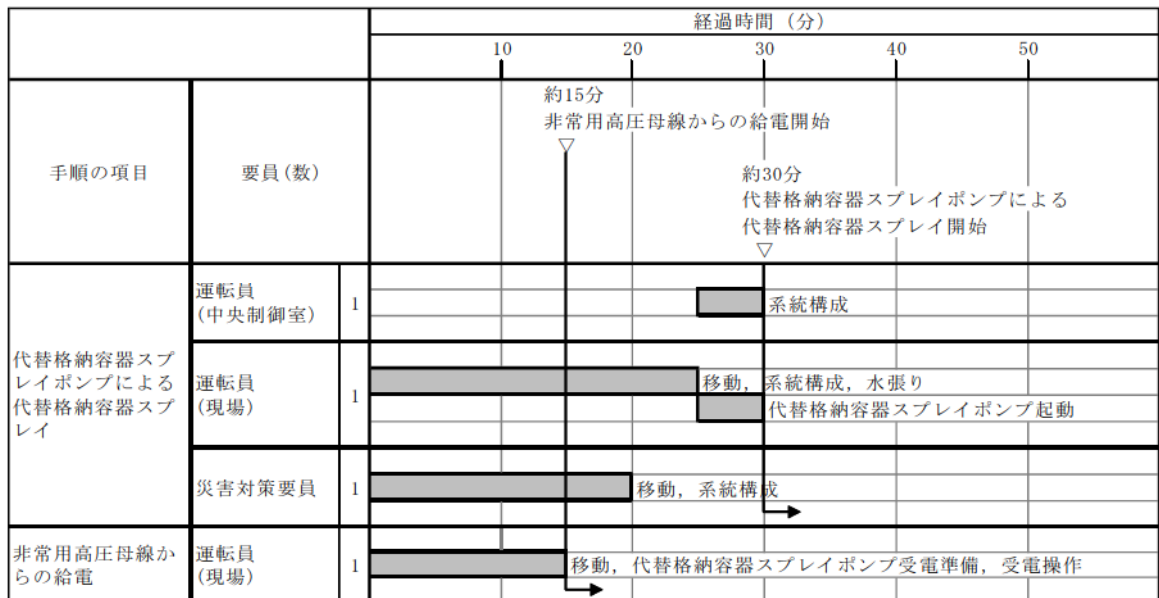 経過時間(分)
10 20 30 40 50
手順の項目
要員(数)
約15分
非常用高圧母線からの給電開始
▽
約30分
代替格納容器スプレイポンプによる
代替格納容器スプレイ開始
▽
代替格納容器スプ
レイポンプによる
代替格納容器スプ
レイ
運転員
(中央制御室)
1
系統構成
運転員
(現場)
1
移動,系統構成,水張り
代替格納容器スプレイポンプ起動
災害対策要員
1
移動,系統構成
非常用高圧母線か
らの給電
運転員
(現場)
1
移動,代替格納容器スプレイポンプ受電準備,受電操作